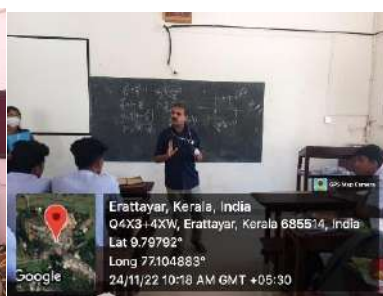 GPS Map Camera
Erattayar, Kerala, India
Q4X3+4XW, Erattayar, Kerala 685514, India
Lat 9.79792°
Long 77.104883°
24/11/22 10:18 AM GMT +05:30
Google